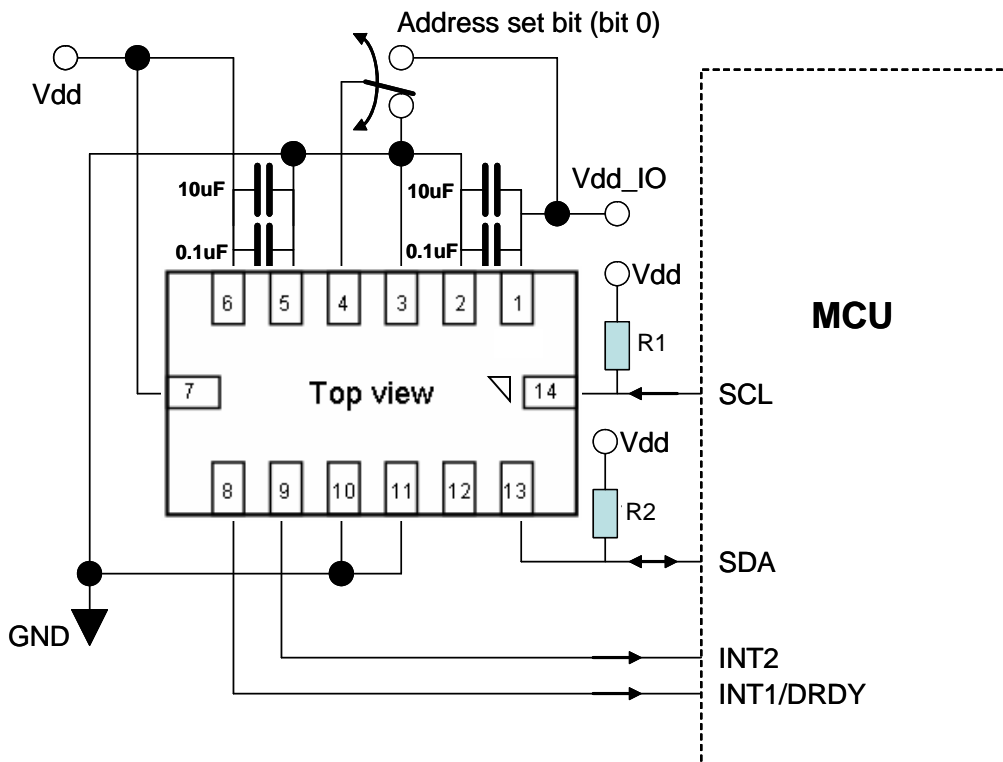 Address set bit (bit 0)
Vdd
10uF
10uF
Vdd_IO
0.1uF
0.1uF
Vdd
6 5 4 3 2 1
MCU
R1
7 Top view 14
SCL
Vdd
8 9 10 11 12 13
R2
SDA
GND
INT2
INT1/DRDY